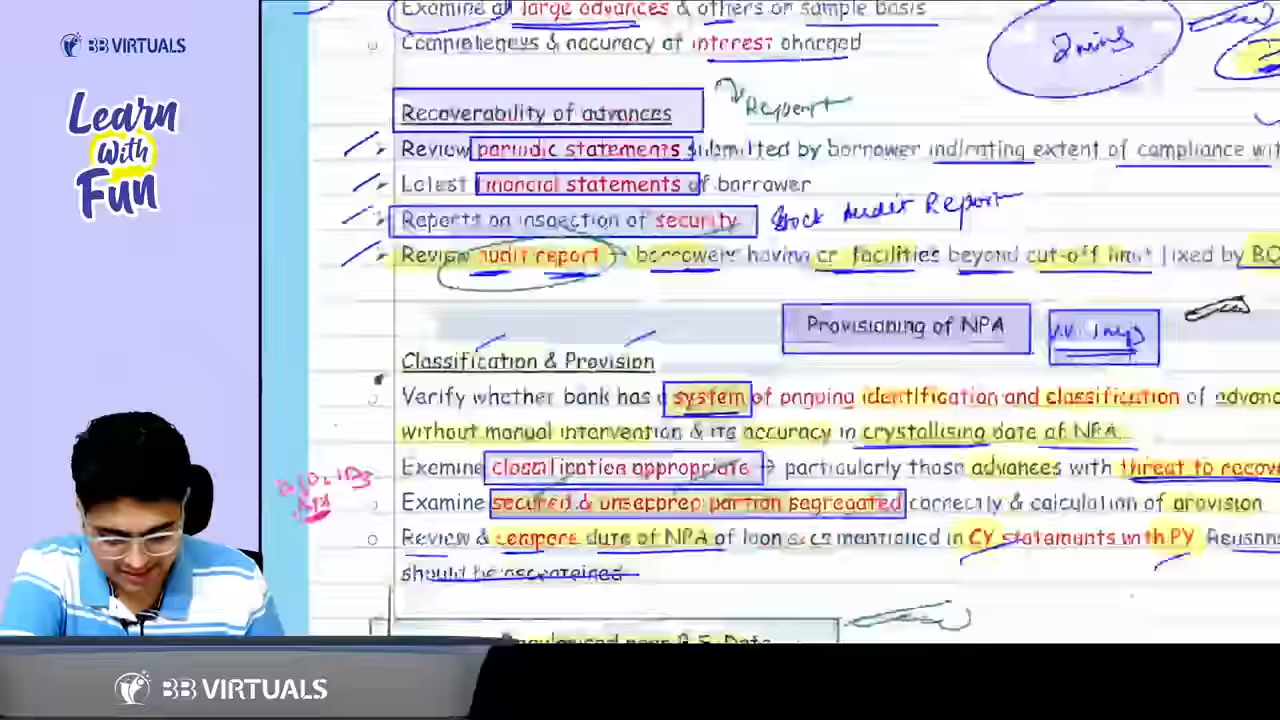 BB VIRTUALS
Learn
With
Fun
Examine all large advances & others on sample basis
Completeness & accuracy of interest charged
2 mins
Recoverability of advances
Report
Review periodic statements submitted by borrower indicating extent of compliance wit
Latest financial statements of borrower
Reports on inspection of security
Stock Audit Report
Review audit report → borrowers having cr facilities beyond cut-off limit fixed by BO
Provisioning of NPA
V.V. Imp
Classification & Provision
Verify whether bank has system of ongoing identification and classification of advanc
without manual intervention & its accuracy in crystallising date of NPA.
Examine classification appropriate → particularly those advances with threat to recove
Examine secured & unsecured portion segregated correctly & calculation of provision
Review & compare date of NPA of loan a/cs mentioned in CY statements with PY Reasons
should be ascertained
BB VIRTUALS